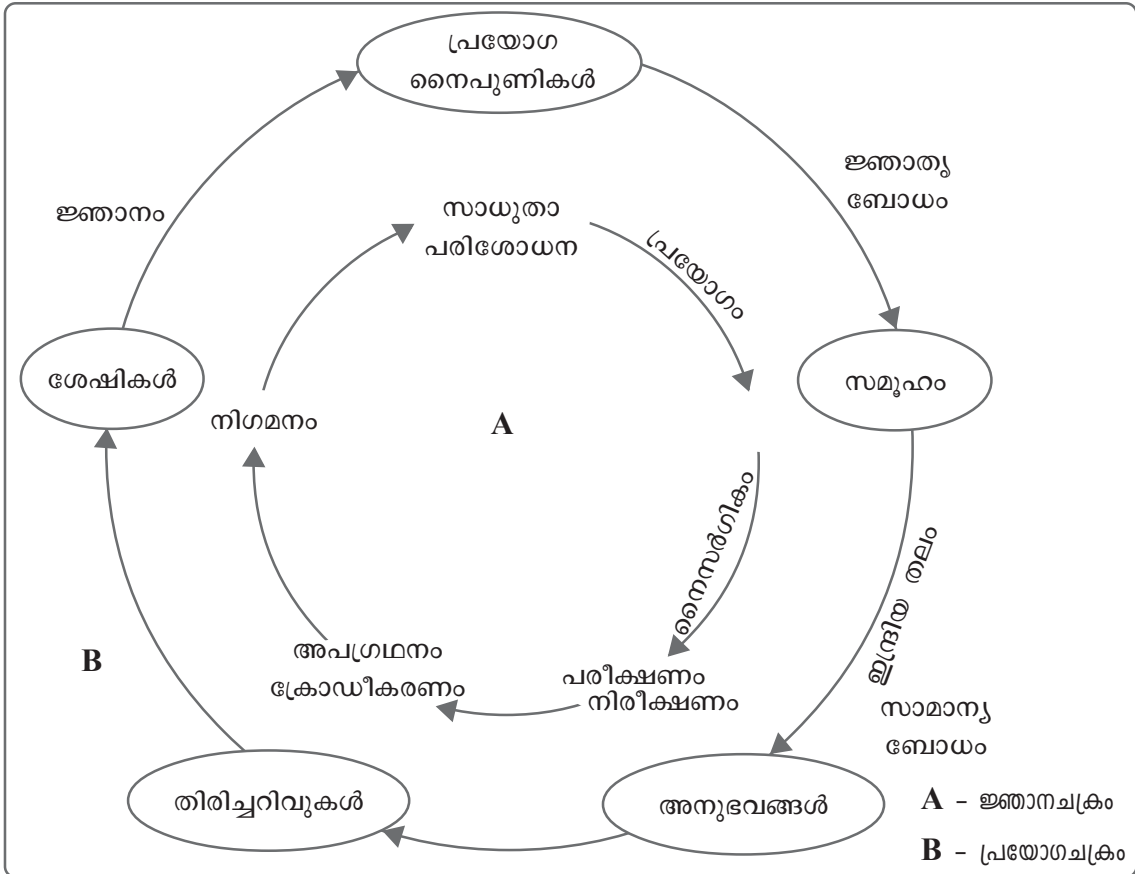 പ്രയോഗ
നൈപുണികൾ
ജ്ഞാതൃ
ബോധം
ജ്ഞാനം
സാധുതാ
പരിശോധന
പ്രയോഗം
ശേഷികൾ
സമൂഹം
നിഗമനം
A
നൈസർഗികം
ഇന്ദ്രിയ തലം
B
അപഗ്രഥനം
ക്രോഡീകരണം
പരീക്ഷണം
നിരീക്ഷണം
സാമാന്യ
ബോധം
തിരിച്ചറിവുകൾ
അനുഭവങ്ങൾ
A - ജ്ഞാനചക്രം
B - പ്രയോഗചക്രം